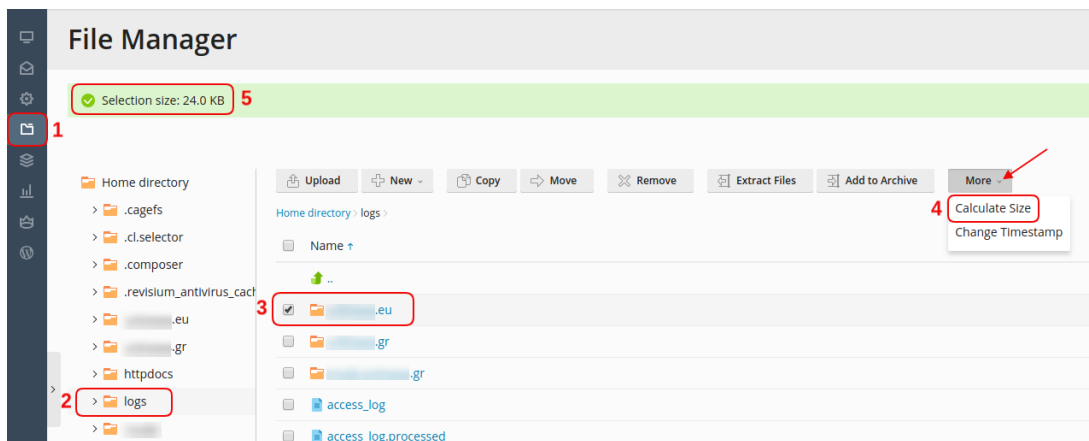 File Manager
Selection size: 24.0 KB
5
1
Home directory
.cagefs
.cl.selector
.composer
.revisium_antivirus_cach
.eu
.gr
httpdocs
2
logs
Upload
New
Copy
Move
Remove
Extract Files
Add to Archive
More
4
Calculate Size
Change Timestamp
Home directory > logs >
Name ↑
..
3
.eu
.gr
.gr
access_log
access_log.processed